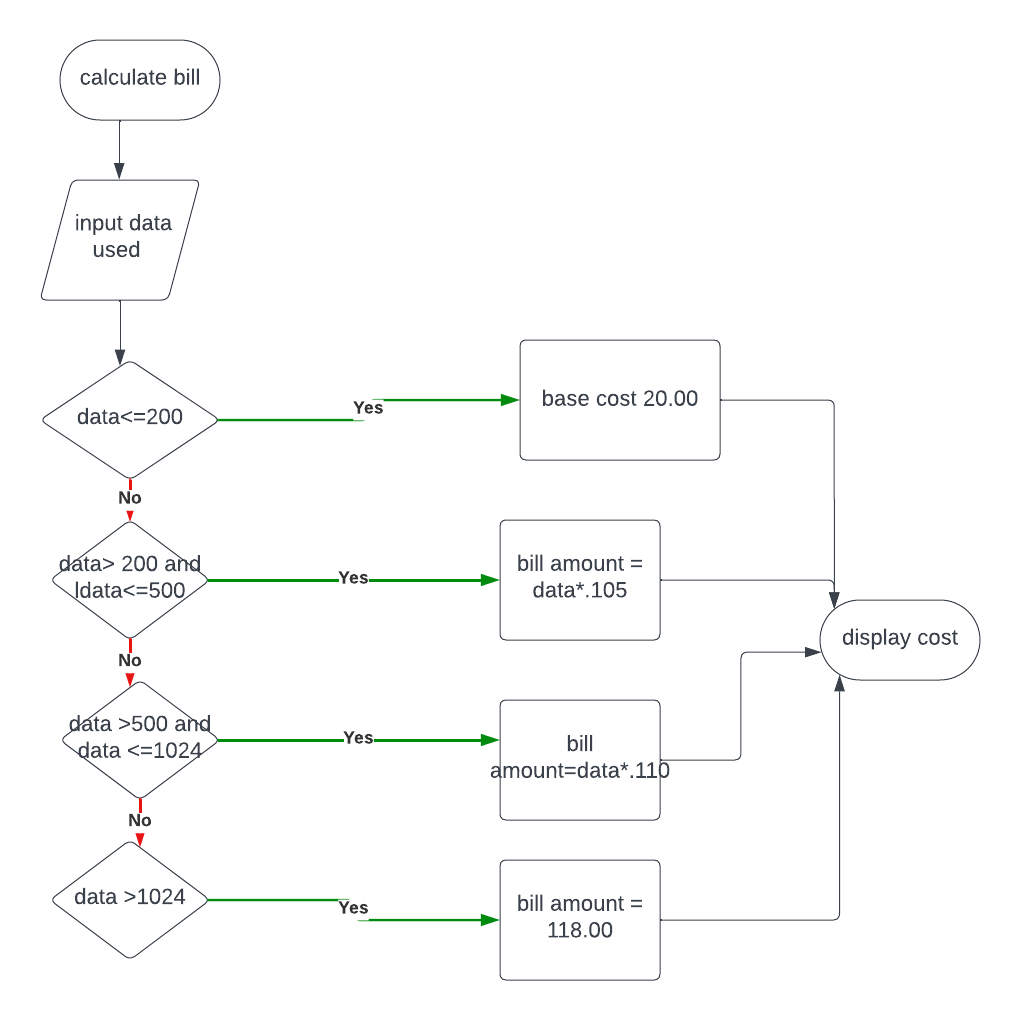 calculate bill
input data
used
data<=200
Yes
base cost 20.00
No
data> 200 and
ldata<=500
Yes
bill amount =
data*.105
display cost
No
data >500 and
data <=1024
Yes
bill
amount=data*.110
No
data >1024
Yes
bill amount =
118.00